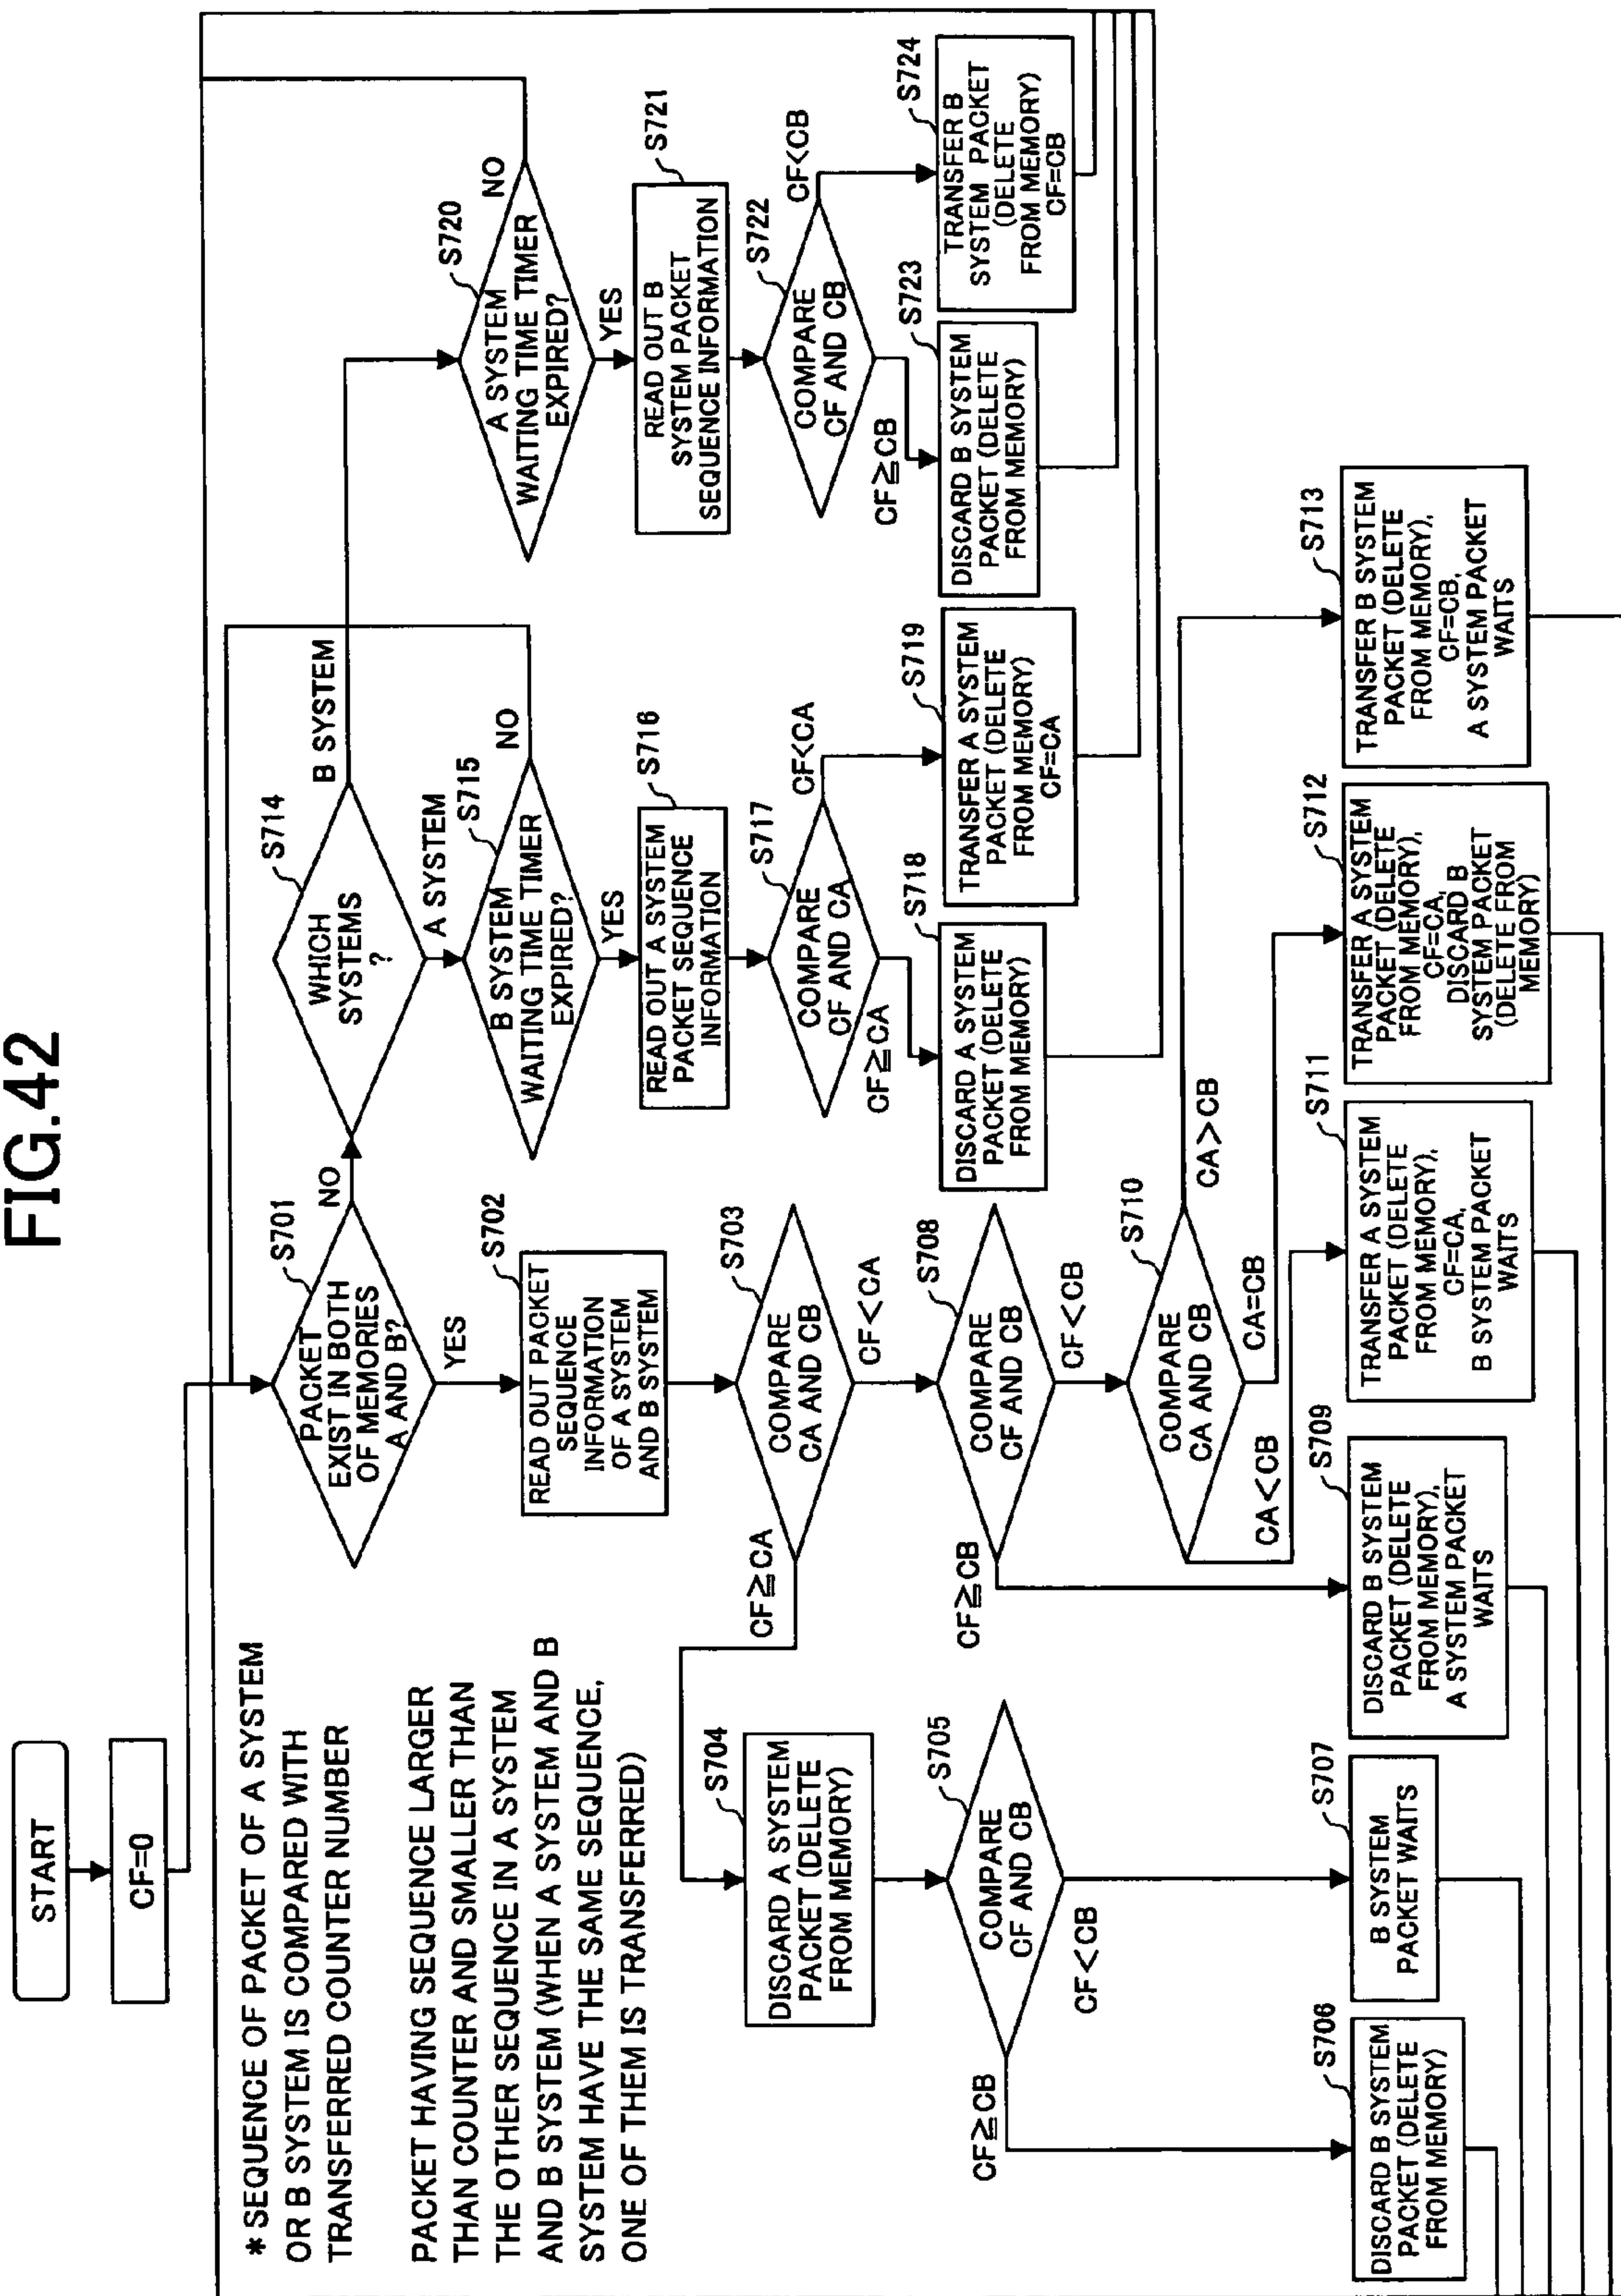 FIG.42
START
CF=0
* SEQUENCE OF PACKET OF A SYSTEM
OR B SYSTEM IS COMPARED WITH
TRANSFERRED COUNTER NUMBER
PACKET HAVING SEQUENCE LARGER
THAN COUNTER AND SMALLER THAN
THE OTHER SEQUENCE IN A SYSTEM
AND B SYSTEM (WHEN A SYSTEM AND B
SYSTEM HAVE THE SAME SEQUENCE,
ONE OF THEM IS TRANSFERRED)
S701
PACKET
EXIST IN BOTH
OF MEMORIES
A AND B?
NO
YES
S702
READ OUT PACKET
SEQUENCE
INFORMATION
OF A SYSTEM
AND B SYSTEM
S703
COMPARE
CA AND CB
CF≧CA
CF<CA
S704
DISCARD A SYSTEM
PACKET (DELETE
FROM MEMORY)
S705
COMPARE
CF AND CB
CF≧CB
CF<CB
S706
DISCARD B SYSTEM
PACKET (DELETE
FROM MEMORY)
S707
B SYSTEM
PACKET WAITS
S708
COMPARE
CF AND CB
CF≧CB
CF<CB
S709
DISCARD B SYSTEM
PACKET (DELETE
FROM MEMORY),
A SYSTEM PACKET
WAITS
S710
COMPARE
CA AND CB
CA<CB
CA=CB
CA>CB
S711
TRANSFER A SYSTEM
PACKET (DELETE
FROM MEMORY),
CF=CA,
B SYSTEM PACKET
WAITS
S712
TRANSFER A SYSTEM
PACKET (DELETE
FROM MEMORY),
CF=CA,
DISCARD B
SYSTEM PACKET
(DELETE FROM
MEMORY)
S713
TRANSFER B SYSTEM
PACKET (DELETE
FROM MEMORY),
CF=CB,
A SYSTEM PACKET
WAITS
S714
WHICH
SYSTEMS
?
A SYSTEM
B SYSTEM
S715
B SYSTEM
WAITING TIME TIMER
EXPIRED?
NO
YES
S716
READ OUT A SYSTEM
PACKET SEQUENCE
INFORMATION
S717
COMPARE
CF AND CA
CF≧CA
CF<CA
S718
DISCARD A SYSTEM
PACKET (DELETE
FROM MEMORY)
S719
TRANSFER A SYSTEM
PACKET (DELETE
FROM MEMORY)
CF=CA
S720
A SYSTEM
WAITING TIME TIMER
EXPIRED?
NO
YES
S721
READ OUT B
SYSTEM PACKET
SEQUENCE INFORMATION
S722
COMPARE
CF AND CB
CF≧CB
CF<CB
S723
DISCARD B SYSTEM
PACKET (DELETE
FROM MEMORY)
S724
TRANSFER B
SYSTEM PACKET
(DELETE
FROM MEMORY)
CF=CB